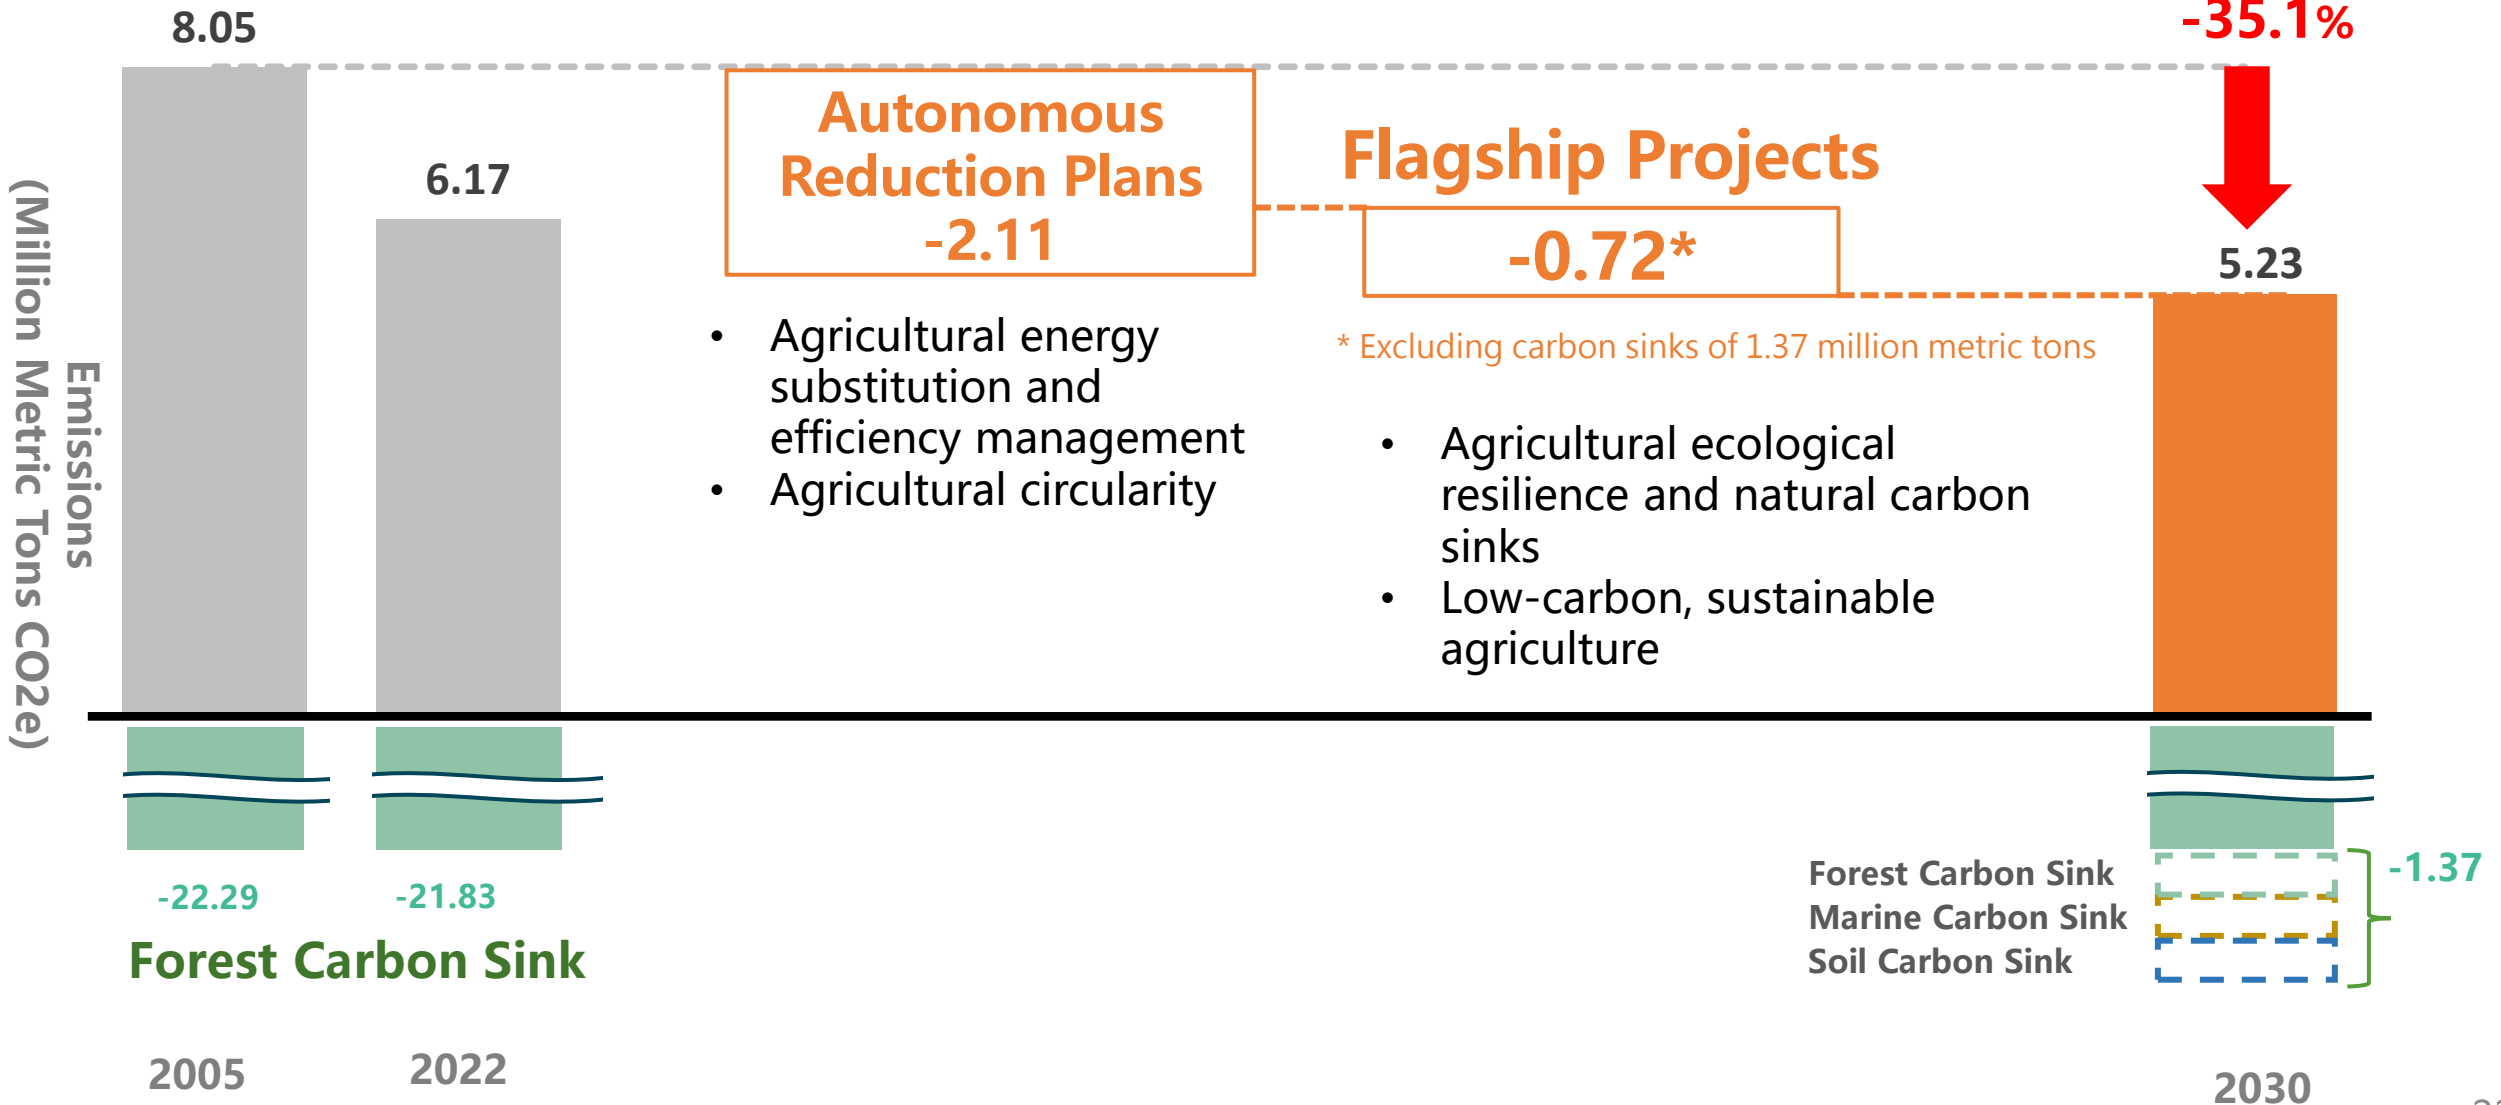 8.05
-35.1%
Autonomous
Reduction Plans
-2.11
Flagship Projects
6.17
-0.72*
5.23
Emissions
(Million Metric Tons CO2e)
• Agricultural energy
substitution and
efficiency management
• Agricultural circularity
* Excluding carbon sinks of 1.37 million metric tons
• Agricultural ecological
resilience and natural carbon
sinks
• Low-carbon, sustainable
agriculture
-22.29
-21.83
Forest Carbon Sink
Forest Carbon Sink
Marine Carbon Sink
Soil Carbon Sink
-1.37
2005
2022
2030